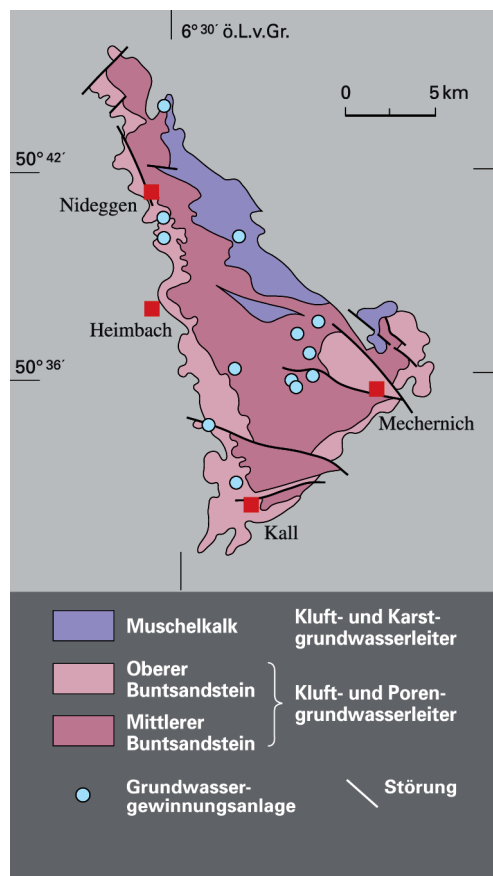 6° 30´ ö.L.v.Gr.
0 5 km
50° 42´
Nideggen
Heimbach
50° 36´
Mechernich
Kall
Muschelkalk
Kluft- und Karst-
grundwasserleiter
Oberer
Buntsandstein
Kluft- und Poren-
grundwasserleiter
Mittlerer
Buntsandstein
Grundwasser-
gewinnungsanlage
Störung